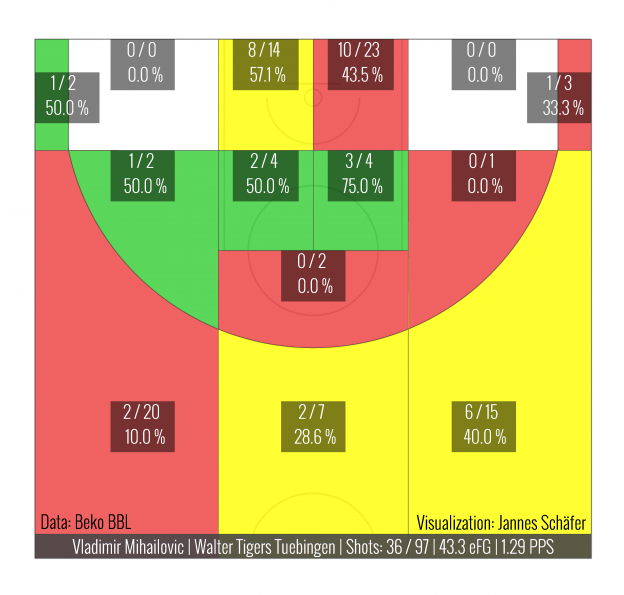 0 / 0
8 / 14
10 / 23
0 / 0
0.0 %
57.1 %
43.5 %
0.0 %
1 / 2
1 / 3
50.0 %
33.3 %
1 / 2
2 / 4
3 / 4
0 / 1
50.0 %
50.0 %
75.0 %
0.0 %
0 / 2
0.0 %
2 / 20
2 / 7
6 / 15
10.0 %
28.6 %
40.0 %
Data: Beko BBL
Visualization: Jannes Schäfer
Vladimir Mihailovic | Walter Tigers Tuebingen | Shots: 36 / 97 | 43.3 eFG | 1.29 PPS